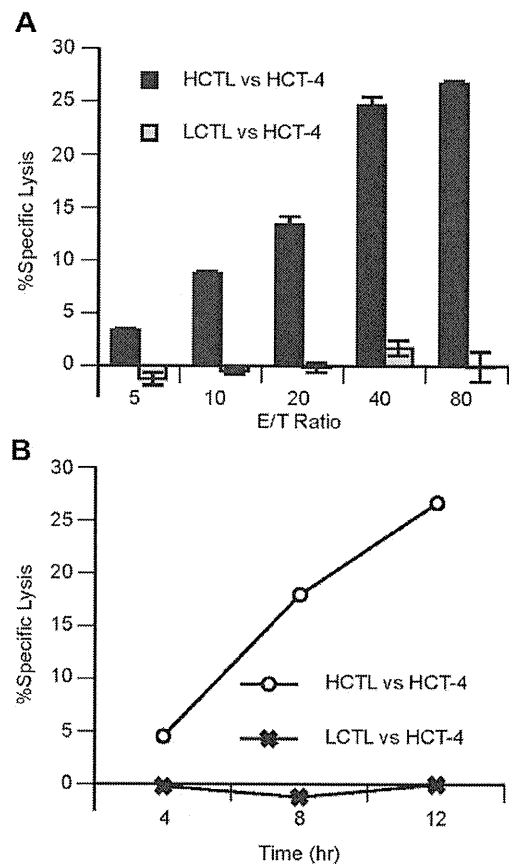 A
30
25
20
15
10
5
0
%Specific Lysis
HCTL vs HCT-4
LCTL vs HCT-4
5 10 20 40 80
E/T Ratio
B
30
25
20
15
10
5
0
%Specific Lysis
HCTL vs HCT-4
LCTL vs HCT-4
4 8 12
Time (hr)